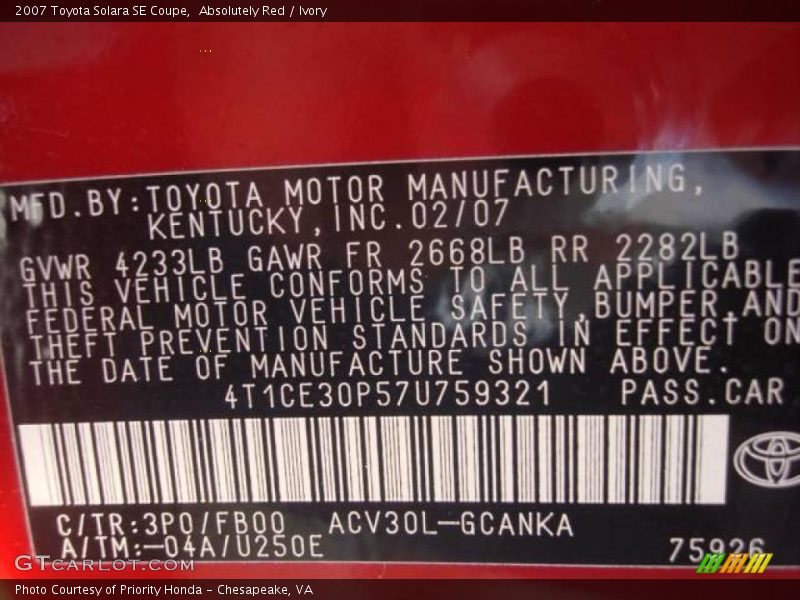 2007 Toyota Solara SE Coupe,  Absolutely Red / Ivory
MFD.BY:TOYOTA MOTOR MANUFACTURING,
KENTUCKY,INC.02/07
GVWR 4233LB GAWR FR 2668LB RR 2282LB
THIS VEHICLE CONFORMS TO ALL APPLICABLE
FEDERAL MOTOR VEHICLE SAFETY,BUMPER,AND
THEFT PREVENTION STANDARDS IN EFFECT ON
THE DATE OF MANUFACTURE SHOWN ABOVE.
4T1CE30P57U759321 PASS.CAR
C/TR:3P0/FB00 ACV30L-GCANKA
A/TM:-04A/U250E 75926
GTCARLOT.COM
Photo Courtesy of Priority Honda - Chesapeake, VA